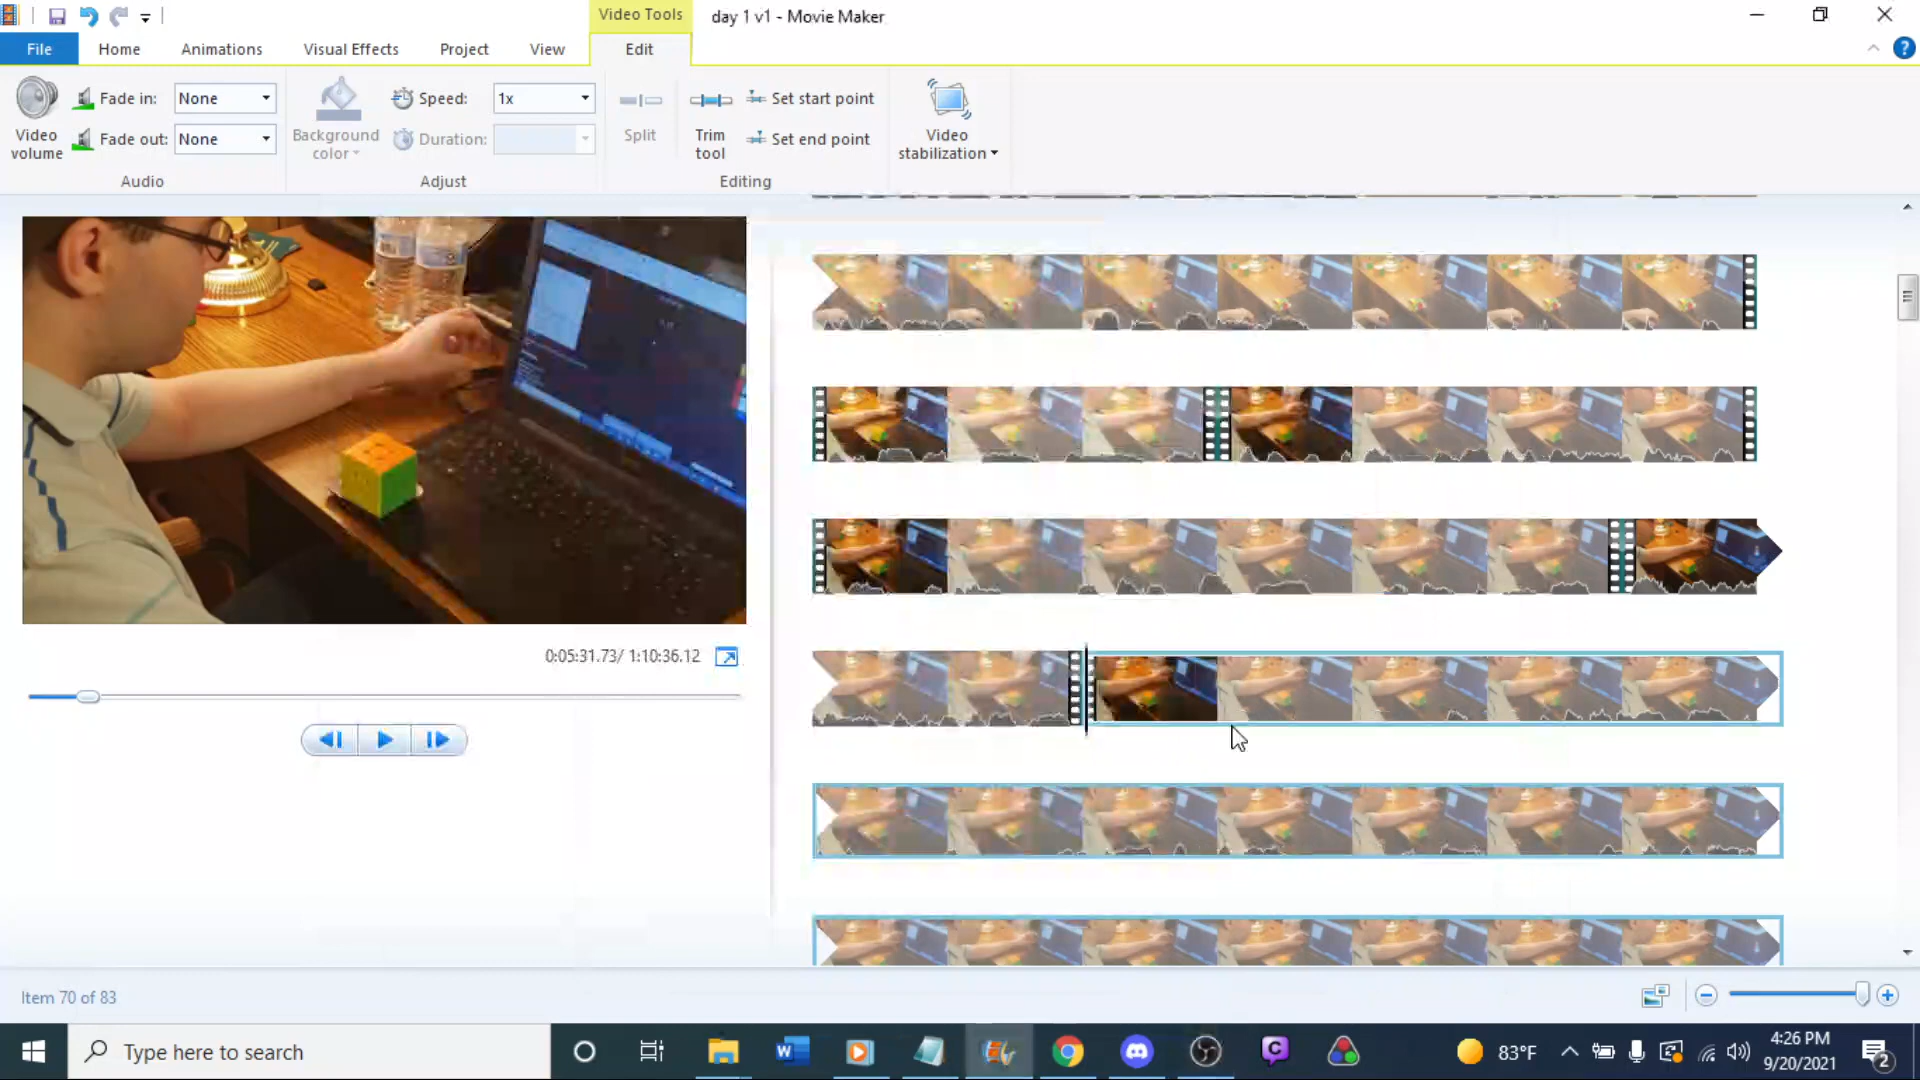 Video Tools
day 1 v1 - Movie Maker
File
Home
Animations
Visual Effects
Project
View
Edit
Video volume
Fade in:
None
Fade out:
None
Audio
Background color
Speed:
1x
Duration:
Adjust
Split
Trim tool
Set start point
Set end point
Editing
Video stabilization
0:05:31.73/ 1:10:36.12
Item 70 of 83
Type here to search
83°F
4:26 PM
9/20/2021
2